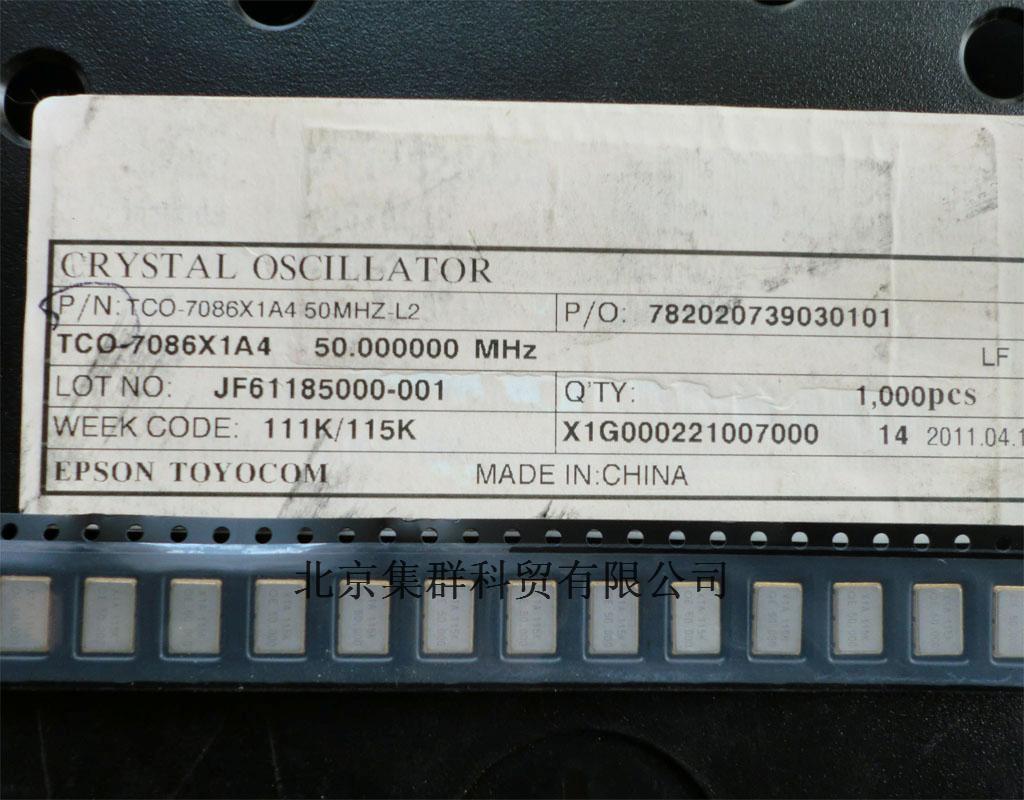 CRYSTAL OSCILLATOR
P/N: TCO-7086X1A4 50MHZ-L2 P/O: 782020739030101
TCO-7086X1A4 50.000000 MHz LF
LOT NO: JF61185000-001 Q'TY: 1,000pcs
WEEK CODE: 111K/115K X1G000221007000 14 2011.04.1
EPSON TOYOCOM MADE IN:CHINA
北京集群科贸有限公司